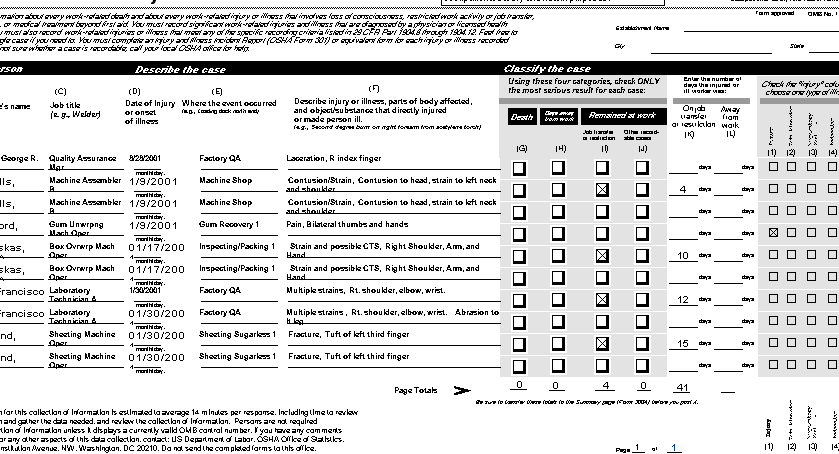 mation about every work-related death and about every work-related injury or illness that involves loss of consciousness, restricted work activity or job transfer,
, or medical treatment beyond first aid. You must record significant work-related injuries and illnesses that are diagnosed by a physician or licensed health
u must also record work-related injuries or illnesses that meet any of the specific recording criteria listed in 29 CFR Part 1904.8 through 1904.12. Feel free to
gle case if you need to. You must complete an injury and illness incident Report (OSHA Form 301) or equivalent form for each injury or illness recorded
not sure whether a case is recordable, call your local OSHA office for help.
Form approved OMB No.
Establishment Name
City State
erson Describe the case Classify the case
(C) (D) (E) (F)
's name Job title (e.g., Welder)
Date of Injury or onset of illness
Where the event occurred (e.g., Loading dock north end)
Describe injury or illness, parts of body affected,
and object/substance that directly injured
or made person ill.
(e.g., Second degree burn on right forearm from acetylene torch)
Using these four categories, check ONLY
the most serious result for each case:
Enter the number of days the injured or ill worker was:
Check the "injury" colu
choose one type of ill
Death Days away from work Remained at work
Job transfer or restriction Other record-able cases
On job transfer or restriction
Away from work
(G) (H) (I) (J) (K) (L) (1) (2) (3) (4)
George R. Quality Assurance Mgr 8/28/2001 Factory QA Laceration, R index finger days days
month/day
lls, Machine Assembler B 1/9/2001 Machine Shop Contusion/Strain, Contusion to head, strain to left neck and shoulder 4 days days
month/day
lls, Machine Assembler B 1/9/2001 Machine Shop Contusion/Strain, Contusion to head, strain to left neck and shoulder days days
month/day
ord, Gum Unwrpng Mach Oper 1/9/2001 Gum Recovery 1 Pain, Bilateral thumbs and hands days days
month/day
skas, Box Ovrwrp Mach Oper 01/17/200 Inspecting/Packing 1 Strain and possible CTS, Right Shoulder, Arm, and Hand 10 days days
month/day
skas, Box Ovrwrp Mach Oper 01/17/200 Inspecting/Packing 1 Strain and possible CTS, Right Shoulder, Arm, and Hand days days
month/day
Francisco Laboratory Technician A 1/30/2001 Factory QA Multiple strains, Rt. shoulder, elbow, wrist. 12 days days
month/day
Francisco Laboratory Technician A 01/30/200 Factory QA Multiple strains, Rt. shoulder, elbow, wrist. Abrasion to leg days days
month/day
nd, Sheeting Machine Oper 01/30/200 Sheeting Sugarless 1 Fracture, Tuft of left third finger 15 days days
month/day
nd, Sheeting Machine Oper 01/30/200 Sheeting Sugarless 1 Fracture, Tuft of left third finger days days
month/day
Page Totals 0 0 4 0 41
Be sure to transfer these totals to the Summary page (Form 300A) before you post it.
n for this collection of information is estimated to average 14 minutes per response, including time to review
n and gather the data needed, and review the collection of information. Persons are not required
ction of information unless it displays a currently valid OMB control number. If you have any comments
or any other aspects of this data collection, contact: US Department of Labor, OSHA Office of Statistics,
nstitution Avenue, NW, Washington, DC 20210. Do not send the completed forms to this office.
Page 1 of 1
Injury
(1) (2) (3) (4)